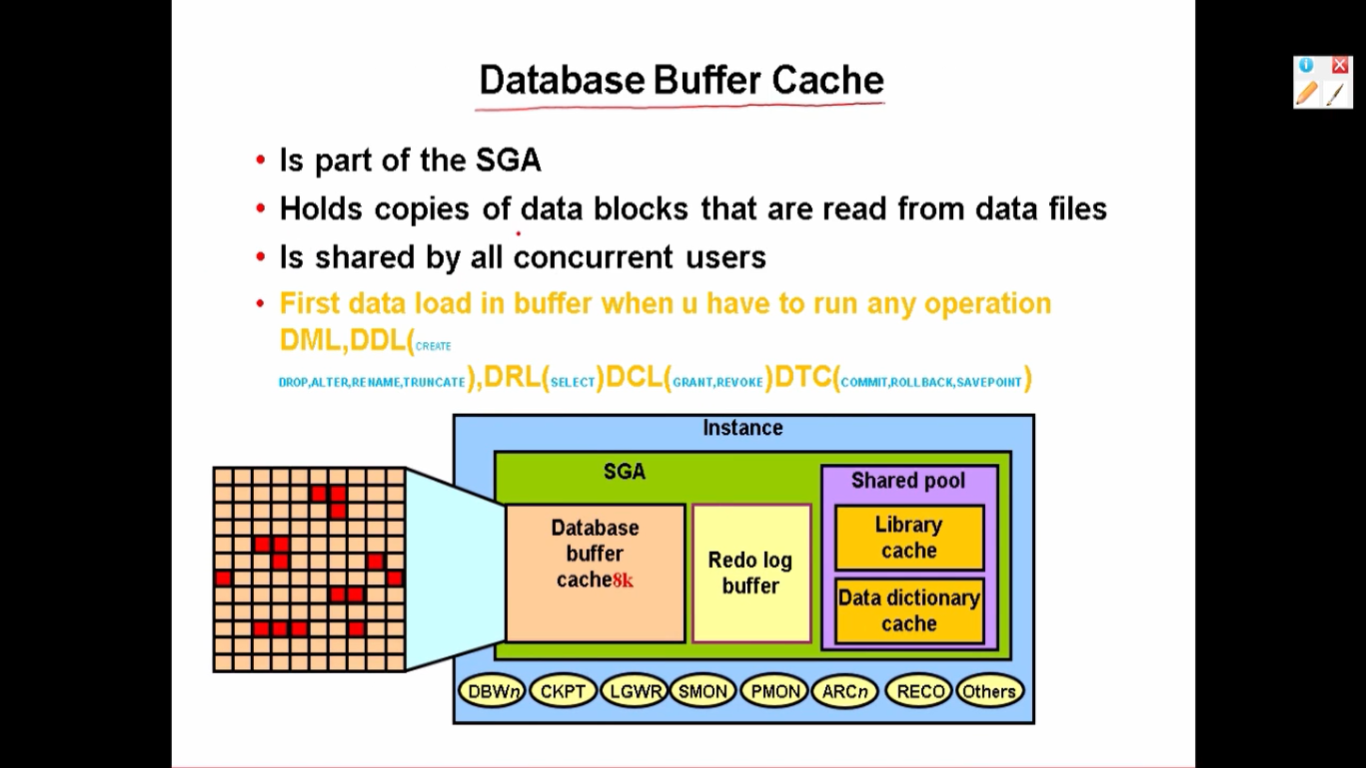 Database Buffer Cache
• Is part of the SGA
• Holds copies of data blocks that are read from data files
• Is shared by all concurrent users
• First data load in buffer when u have to run any operation
DML,DDL(CREATE
DROP,ALTER,RENAME,TRUNCATE),DRL(SELECT)DCL(GRANT,REVOKE)DTC(COMMIT,ROLLBACK,SAVEPOINT)
Instance
SGA
Shared pool
Database
buffer
cache8k
Redo log
buffer
Library
cache
Data dictionary
cache
DBWn CKPT LGWR SMON PMON ARCn RECO Others